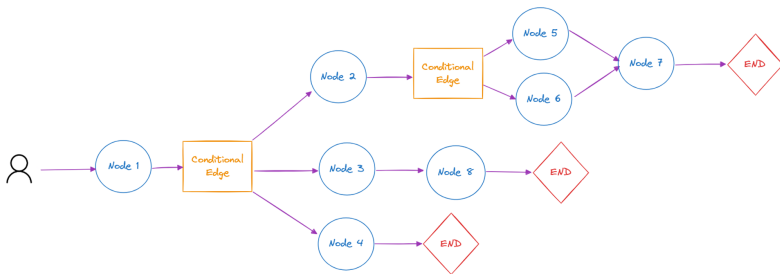 Node 1
Conditional
Edge
Node 2
Conditional
Edge
Node 5
Node 6
Node 7
END
Node 3
Node 8
END
Node 4
END